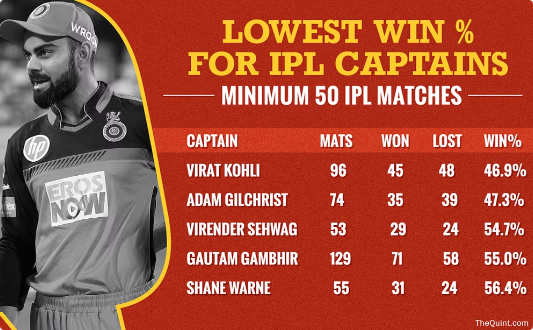 LOWEST WIN %
FOR IPL CAPTAINS
MINIMUM 50 IPL MATCHES
CAPTAIN MATS WON LOST WIN%
VIRAT KOHLI 96 45 48 46.9%
ADAM GILCHRIST 74 35 39 47.3%
VIRENDER SEHWAG 53 29 24 54.7%
GAUTAM GAMBHIR 129 71 58 55.0%
SHANE WARNE 55 31 24 56.4%
WROGN
hp
EROS
NOW
TheQuint.com